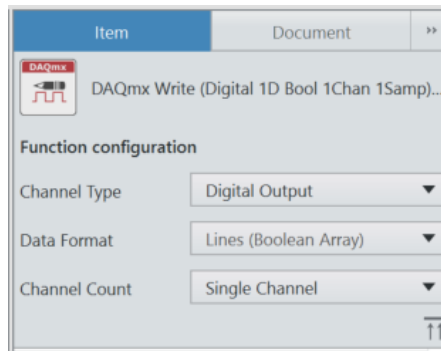 Item Document »
DAQmx
DAQmx Write (Digital 1D Bool 1Chan 1Samp)...
Function configuration
Channel Type Digital Output
Data Format Lines (Boolean Array)
Channel Count Single Channel